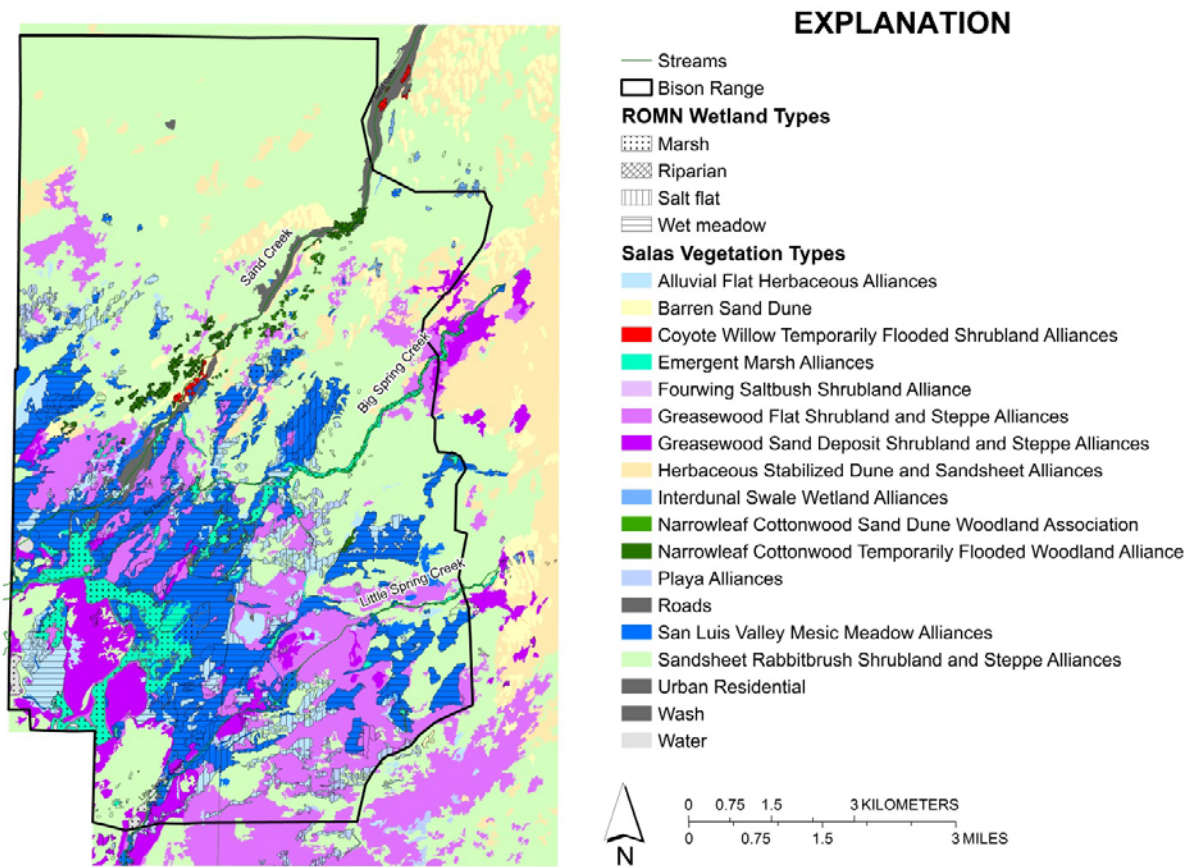 EXPLANATION
Streams
Bison Range
ROMN Wetland Types
Marsh
Riparian
Salt flat
Wet meadow
Salas Vegetation Types
Alluvial Flat Herbaceous Alliances
Barren Sand Dune
Coyote Willow Temporarily Flooded Shrubland Alliances
Emergent Marsh Alliances
Fourwing Saltbush Shrubland Alliance
Greasewood Flat Shrubland and Steppe Alliances
Greasewood Sand Deposit Shrubland and Steppe Alliances
Herbaceous Stabilized Dune and Sandsheet Alliances
Interdunal Swale Wetland Alliances
Narrowleaf Cottonwood Sand Dune Woodland Association
Narrowleaf Cottonwood Temporarily Flooded Woodland Alliance
Playa Alliances
Roads
San Luis Valley Mesic Meadow Alliances
Sandsheet Rabbitbrush Shrubland and Steppe Alliances
Urban Residential
Wash
Water
Sand Creek
Big Spring Creek
Little Spring Creek
N
0 0.75 1.5 3 KILOMETERS
0 0.75 1.5 3 MILES